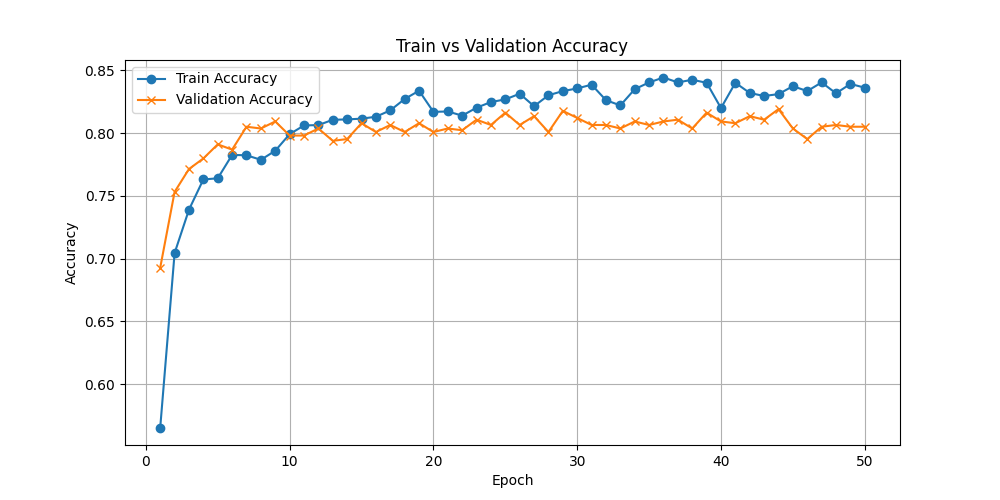 Train vs Validation Accuracy
Train Accuracy
Validation Accuracy
Accuracy
0.85
0.80
0.75
0.70
0.65
0.60
0 10 20 30 40 50
Epoch